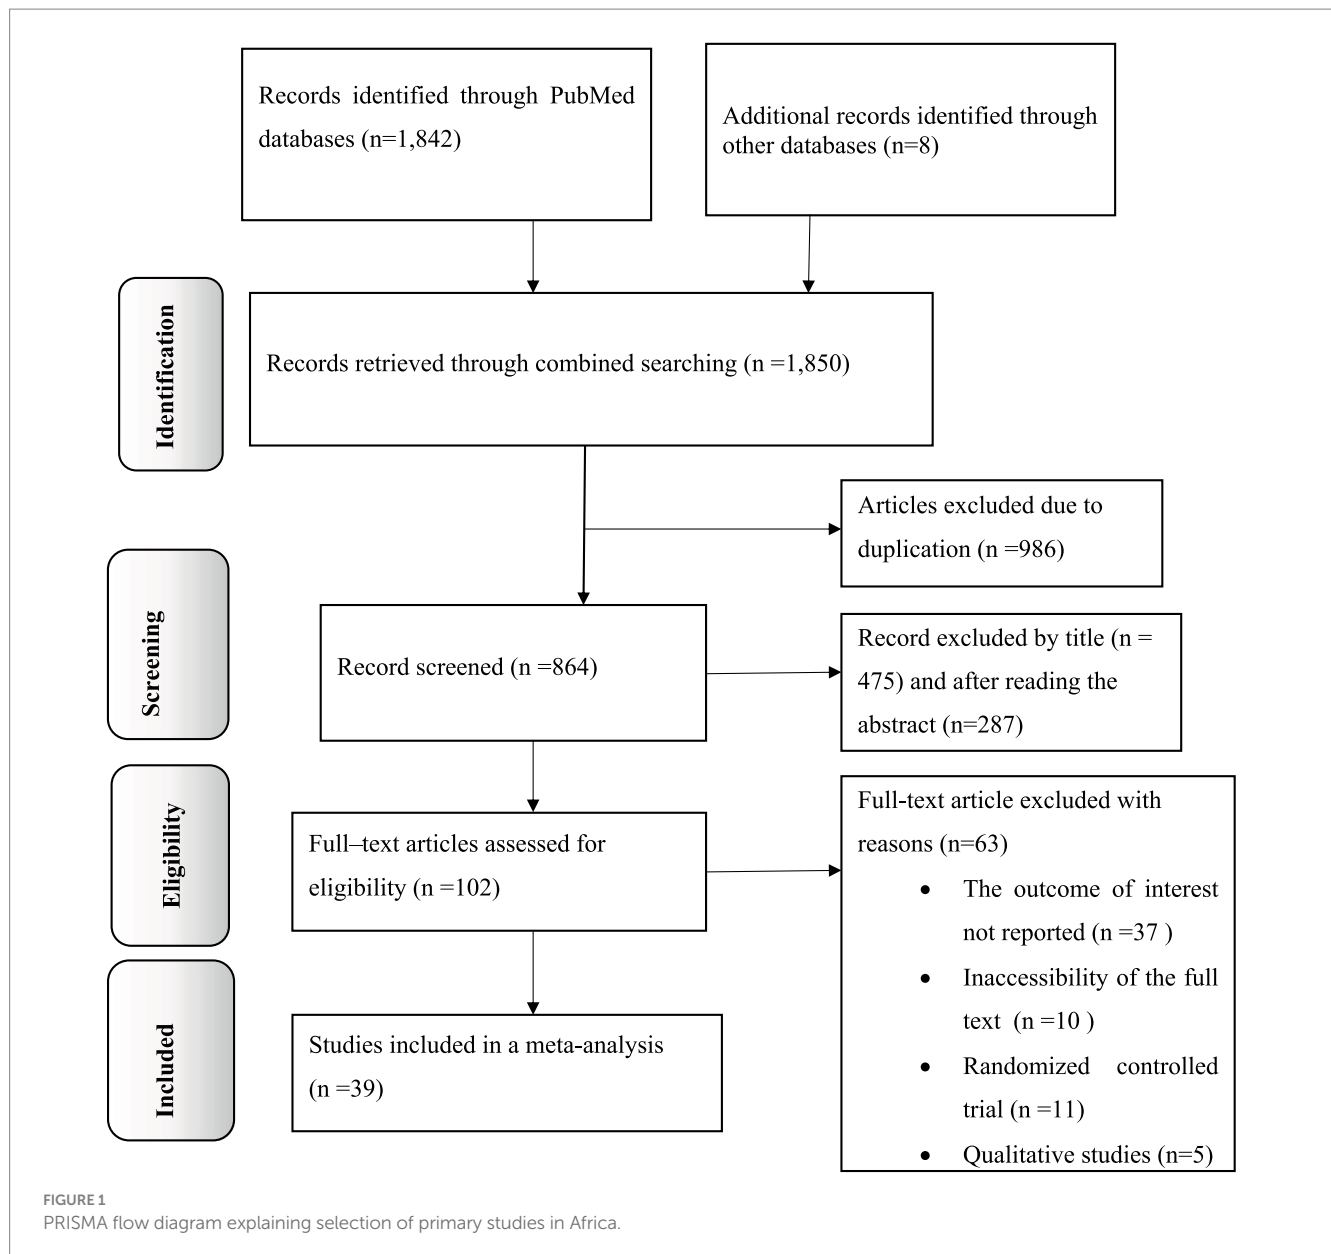 Records identified through PubMed
databases (n=1,842)
Additional records identified through
other databases (n=8)
Identification
Records retrieved through combined searching (n =1,850)
Articles excluded due to
duplication (n =986)
Screening
Record screened (n =864)
Record excluded by title (n =
475) and after reading the
abstract (n=287)
Eligibility
Full–text articles assessed for
eligibility (n =102)
Full-text article excluded with
reasons (n=63)
• The outcome of interest
not reported (n =37 )
• Inaccessibility of the full
text (n =10 )
• Randomized controlled
trial (n =11)
• Qualitative studies (n=5)
Included
Studies included in a meta-analysis
(n =39)
FIGURE 1
PRISMA flow diagram explaining selection of primary studies in Africa.